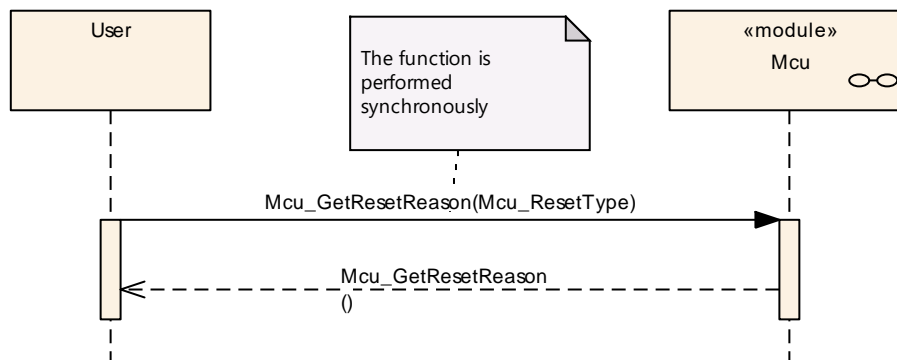 User
The function is
performed
synchronously
«module»
Mcu
Mcu_GetResetReason(Mcu_ResetType)
Mcu_GetResetReason
()